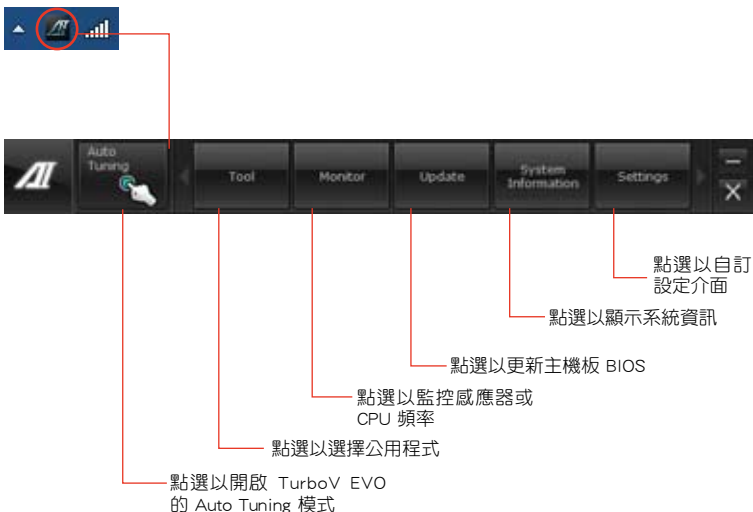 Auto
Tuning
Tool
Monitor
Update
System
Information
Settings
點選以自訂
設定介面
點選以顯示系統資訊
點選以更新主機板 BIOS
點選以監控感應器或
CPU 頻率
點選以選擇公用程式
點選以開啟 TurboV EVO
的 Auto Tuning 模式